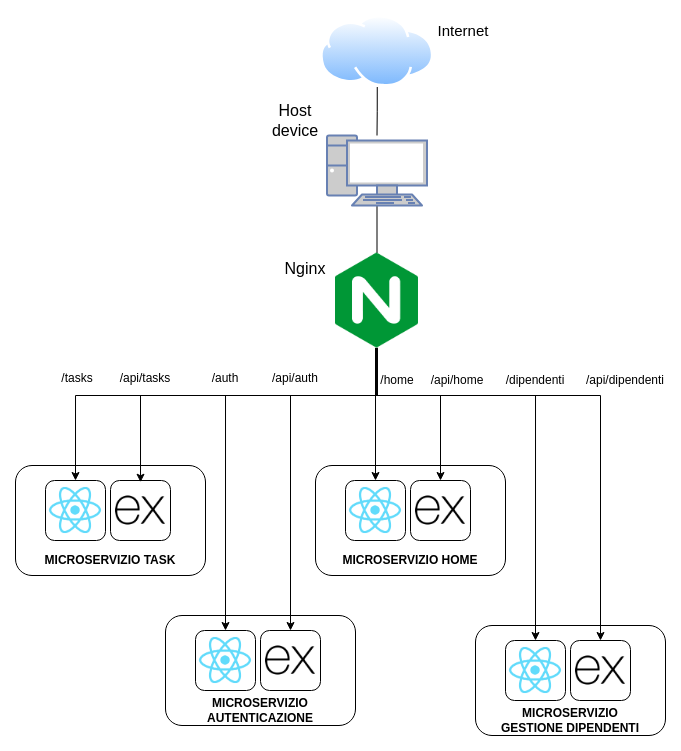 Internet
Host
device
Nginx
N
/tasks
/api/tasks
/auth
/api/auth
/home
/api/home
/dipendenti
/api/dipendenti
ex
MICROSERVIZIO TASK
ex
MICROSERVIZIO HOME
ex
MICROSERVIZIO
AUTENTICAZIONE
ex
MICROSERVIZIO
GESTIONE DIPENDENTI